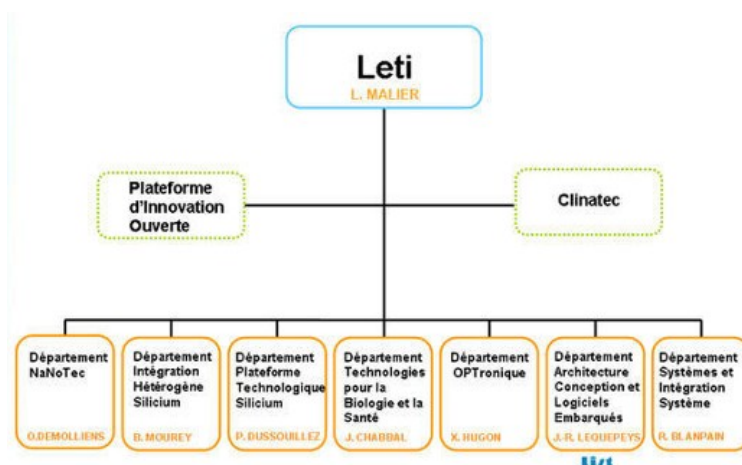 Leti
L. MALIER
Plateforme
d'Innovation
Ouverte
Clinatec
Département
NaNoTec
O.DEMOLLIENS
Département
Intégration
Hétérogène
Silicium
B. MOUREY
Département
Plateforme
Technologique
Silicium
P. DUSSOUILLEZ
Département
Technologies
pour la
Biologie et la
Santé
J. CHABBAL
Département
OPTronique
X. HUGON
Département
Architecture
Conception et
Logiciels
Embarqués
J.-R. LEQUEPEYS
Département
Systèmes et
Intégration
Système
R. BLANPAIN
list